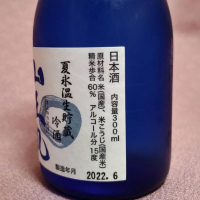 日本酒 内容量300ml
原材料名 米(国産)、米こうじ(国産米)
精米歩合 60% アルコール分 15度
夏氷温生貯蔵
冷酒
製造年月
2022.6